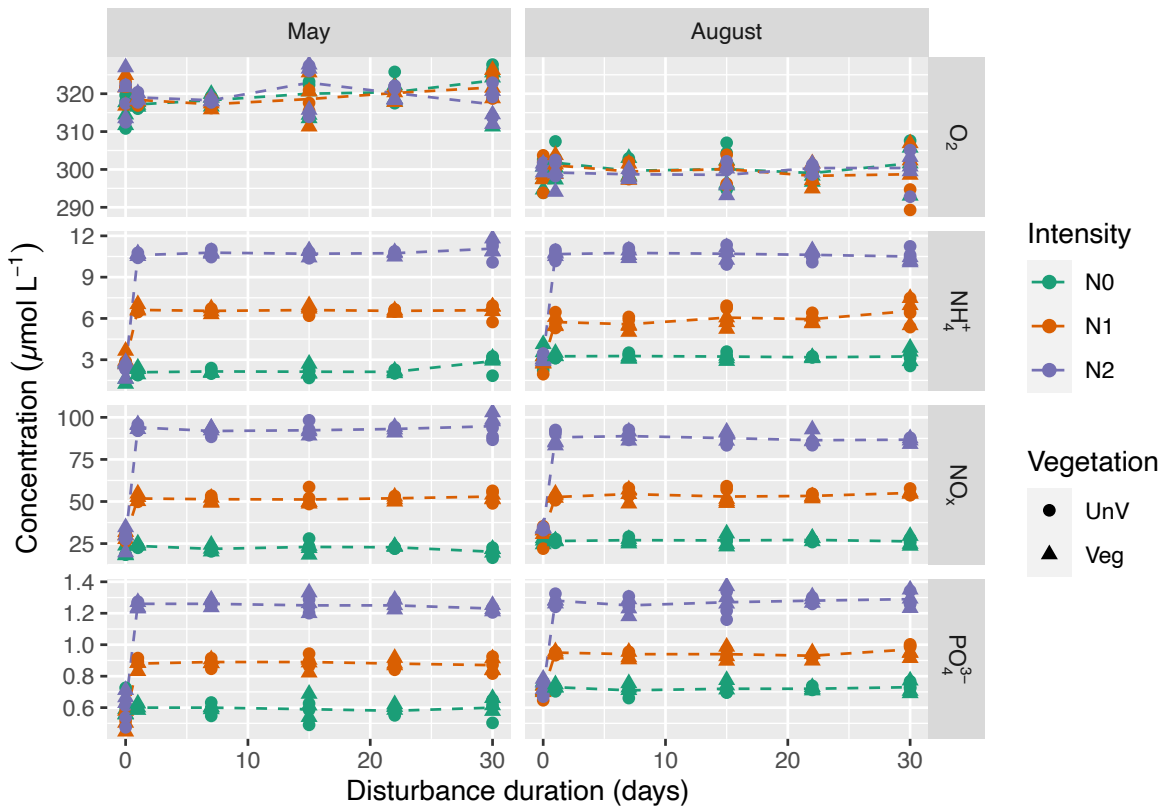 May August
320
310
300
290
O₂
12
9
6
3
NH₄⁺
100
75
50
25
NOₓ
1.4
1.2
1.0
0.8
0.6
PO₄³⁻
0 10 20 30 0 10 20 30
Disturbance duration (days)
Concentration (µmol L⁻¹)
Intensity
N0
N1
N2
Vegetation
UnV
Veg